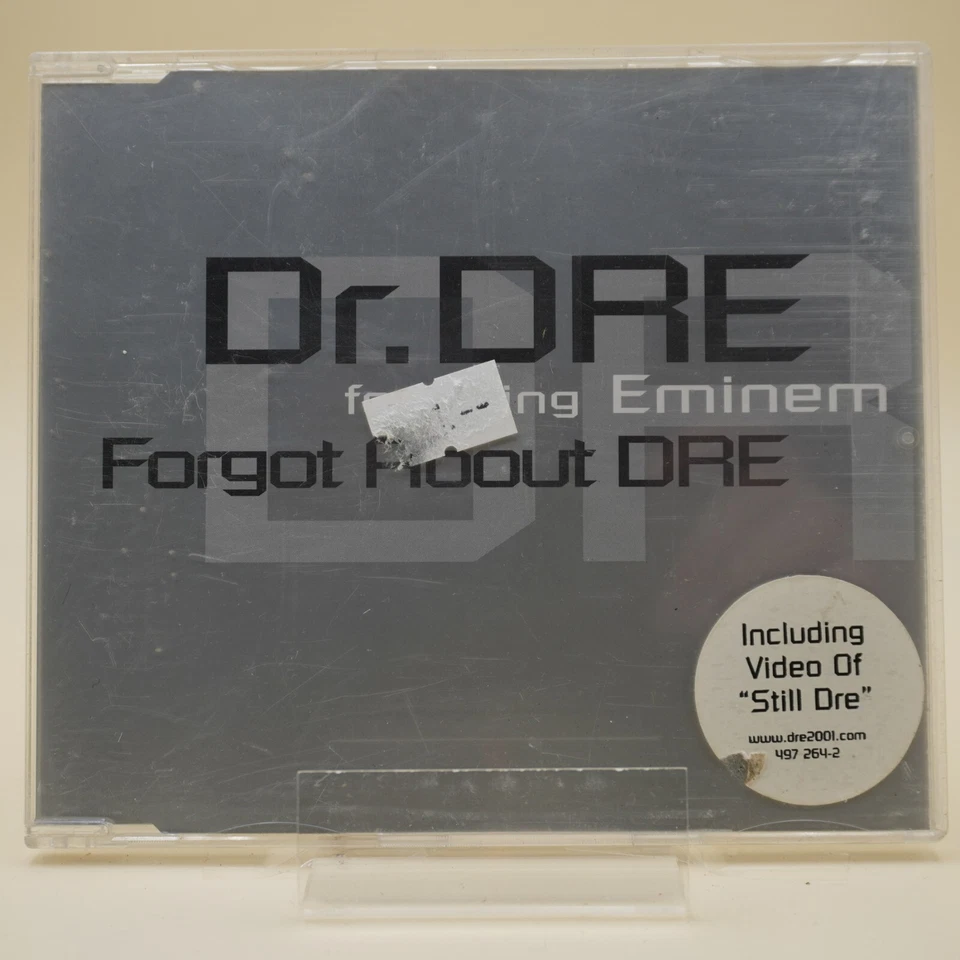 Dr. DRE
Eminem
Forgot About DRE
Including
Video Of
"Still Dre"
www.dre2001.com
497 264-2